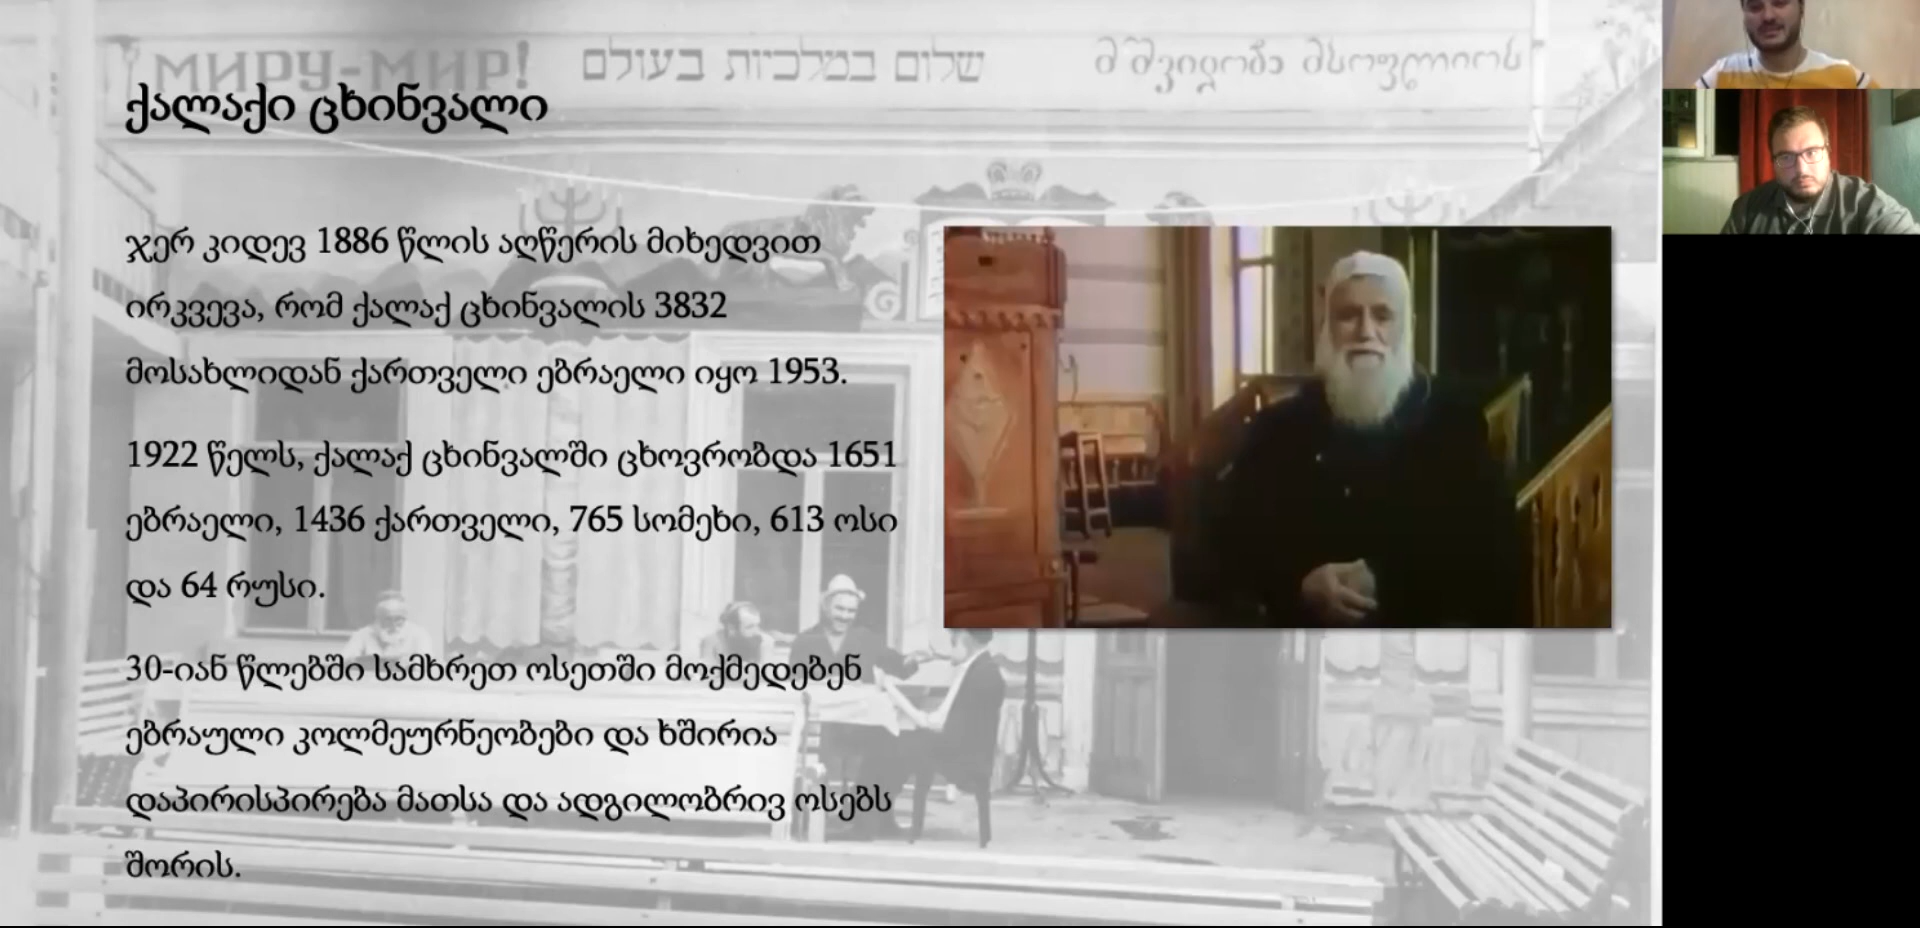 МИРУ-МИР! שלום במלכיות בעולם მშვიდობა მსოფლიოს
ქალაქი ცხინვალი
ჯერ კიდევ 1886 წლის აღწერის მიხედვით
ირკვევა, რომ ქალაქ ცხინვალის 3832
მოსახლიდან ქართველი ებრაელი იყო 1953.
1922 წელს, ქალაქ ცხინვალში ცხოვრობდა 1651
ებრაელი, 1436 ქართველი, 765 სომეხი, 613 ოსი
და 64 რუსი.
30-იან წლებში სამხრეთ ოსეთში მოქმედებენ
ებრაული კოლმეურნეობები და ხშირია
დაპირისპირება მათსა და ადგილობრივ ოსებს
შორის.